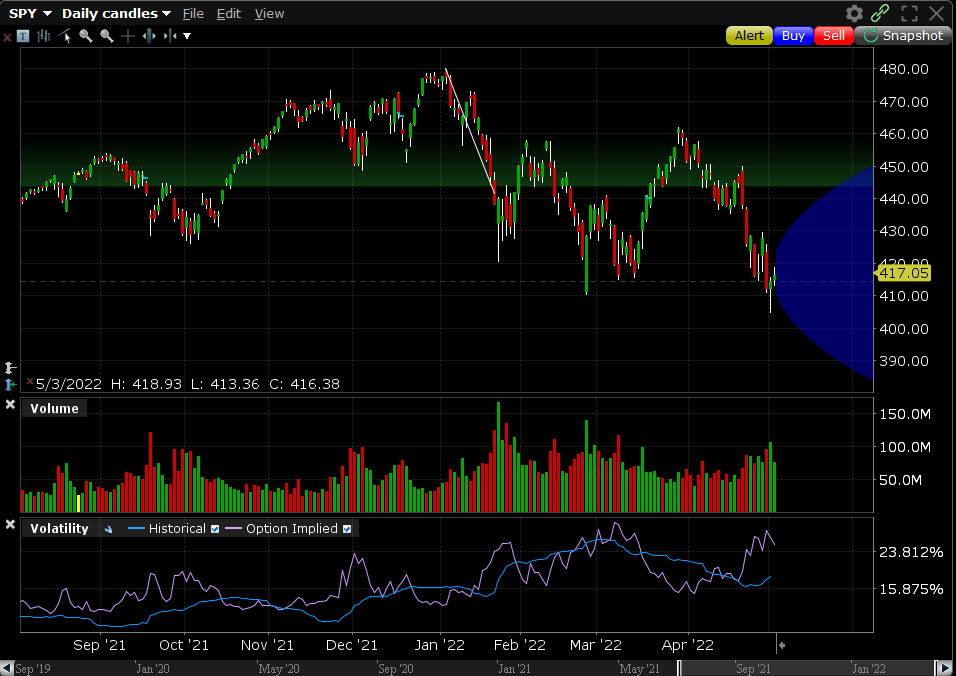 SPY Daily candles File Edit View
T Alert Buy Sell Snapshot
480.00
470.00
460.00
450.00
440.00
430.00
420.00
417.05
410.00
400.00
390.00
5/3/2022 H: 418.93 L: 413.36 C: 416.38
Volume
150.0M
100.0M
50.0M
Volatility Historical Option Implied
23.812%
15.875%
Sep '21 Oct '21 Nov '21 Dec '21 Jan '22 Feb '22 Mar '22 Apr '22
Sep '19 Jan '20 May '20 Sep '20 Jan '21 May '21 Sep '21 Jan '22